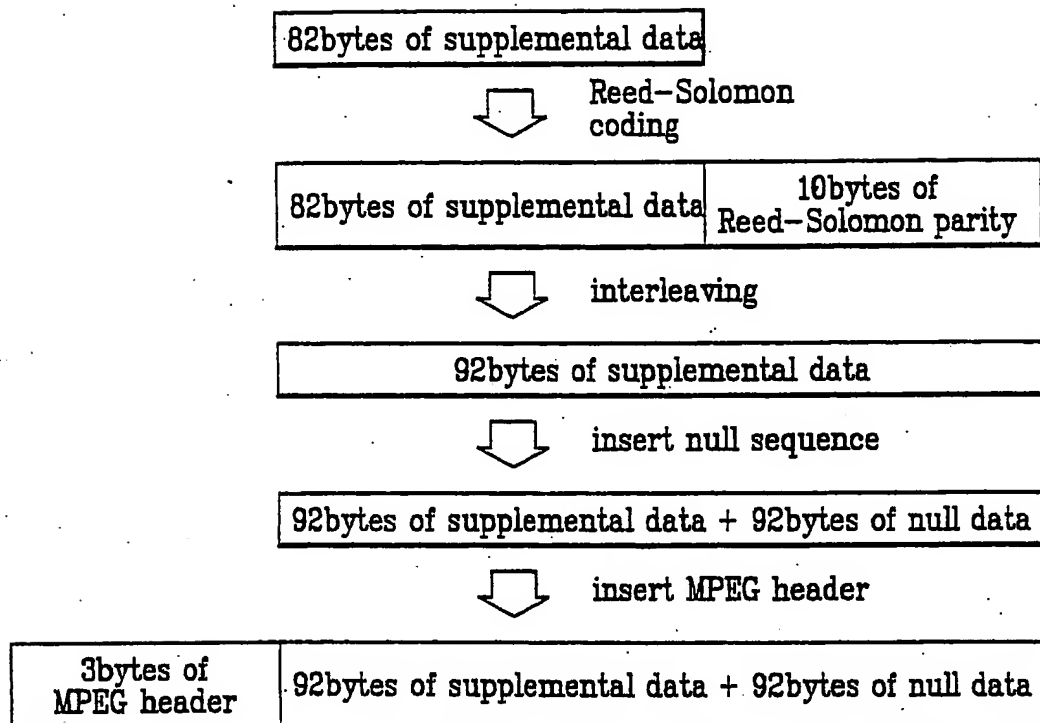 82bytes of supplemental data
Reed-Solomon
coding
82bytes of supplemental data
10bytes of
Reed-Solomon parity
interleaving
92bytes of supplemental data
insert null sequence
92bytes of supplemental data + 92bytes of null data
insert MPEG header
3bytes of
MPEG header
92bytes of supplemental data + 92bytes of null data